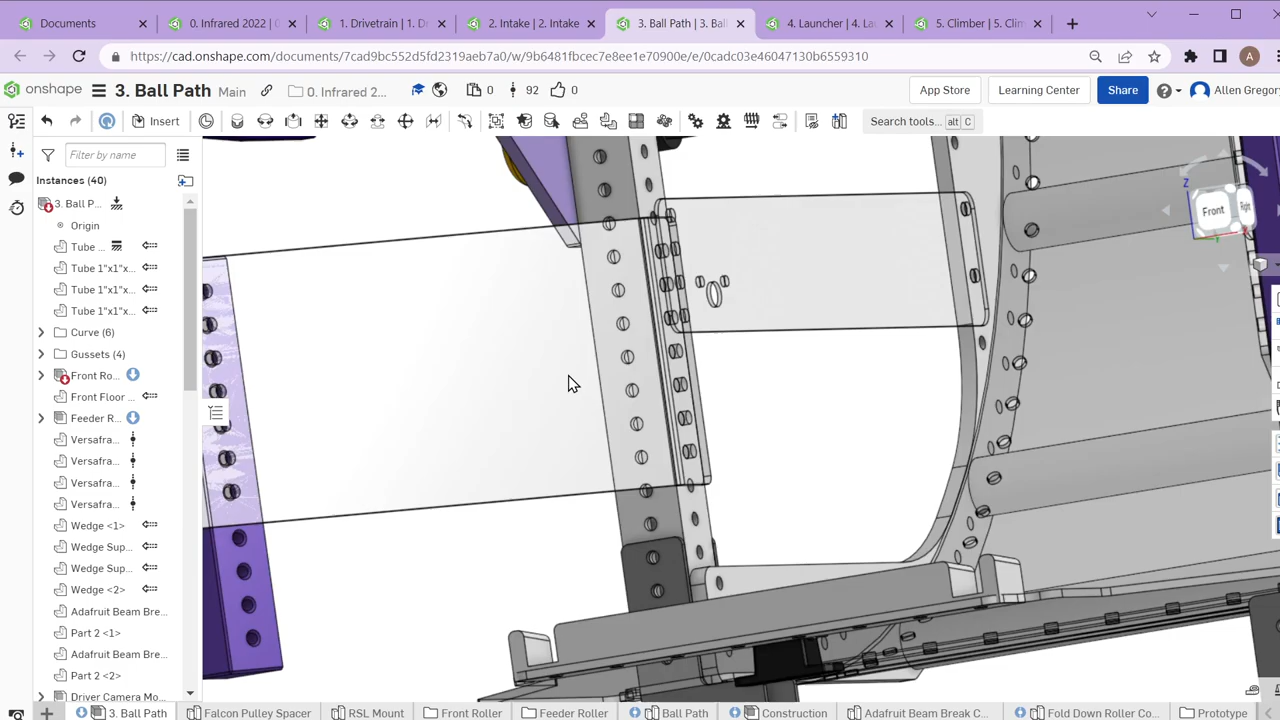 Documents
0. Infrared 2022 |
1. Drivetrain | 1. D
2. Intake | 2. Intake
3. Ball Path | 3. Ball
4. Launcher | 4. Lau
5. Climber | 5. Clim
https://cad.onshape.com/documents/7cad9bc552d5fd2319aeb7a0/w/9b6481fbcec7e8ee1e70900e/e/0cadc03e46047130b6559310
A
onshape
3. Ball Path Main
0. Infrared 2...
0
92
0
App Store
Learning Center
Share
Allen Gregory
Insert
Search tools... alt C
Filter by name
Instances (40)
3. Ball P...
Origin
Tube ...
Tube 1"x1"x...
Tube 1"x1"x...
Tube 1"x1"x...
Curve (6)
Gussets (4)
Front Ro...
Front Floor ...
Feeder R...
Versafra...
Versafra...
Versafra...
Versafra...
Wedge <1>
Wedge Sup...
Wedge Sup...
Wedge <2>
Adafruit Beam Bre...
Part 2 <1>
Adafruit Beam Bre...
Part 2 <2>
Driver Camera Mo...
Z
Front
Right
3. Ball Path
Falcon Pulley Spacer
RSL Mount
Front Roller
Feeder Roller
Ball Path
Construction
Adafruit Beam Break C...
Fold Down Roller Co...
Prototype